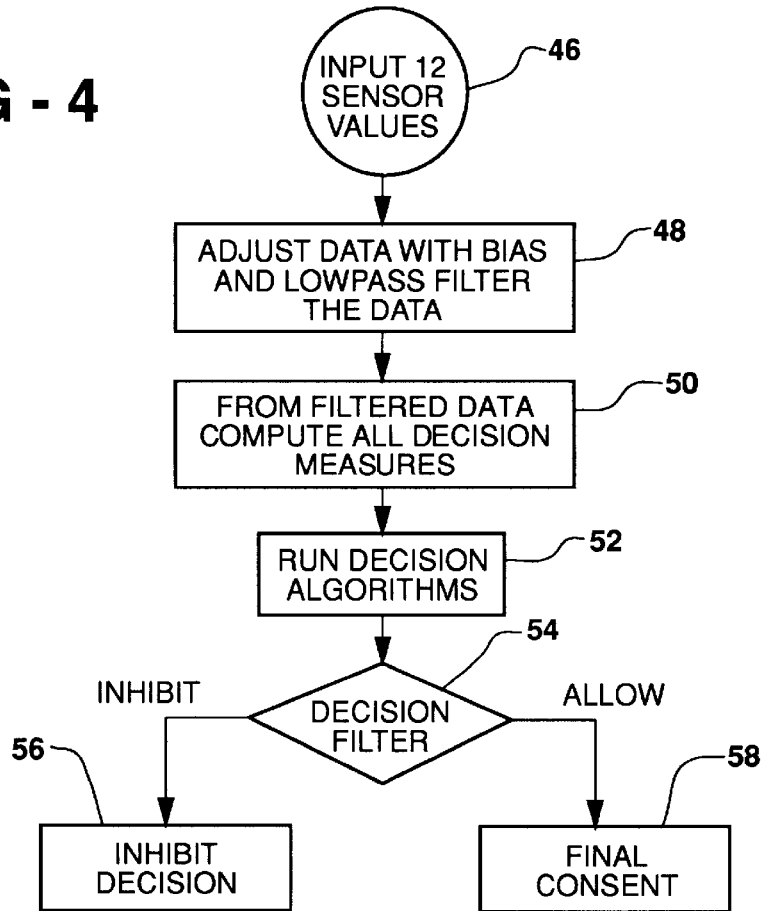 G - 4
INPUT 12
SENSOR
VALUES
46
ADJUST DATA WITH BIAS
AND LOWPASS FILTER
THE DATA
48
FROM FILTERED DATA
COMPUTE ALL DECISION
MEASURES
50
RUN DECISION
ALGORITHMS
52
54
INHIBIT
DECISION
FILTER
ALLOW
56
INHIBIT
DECISION
58
FINAL
CONSENT